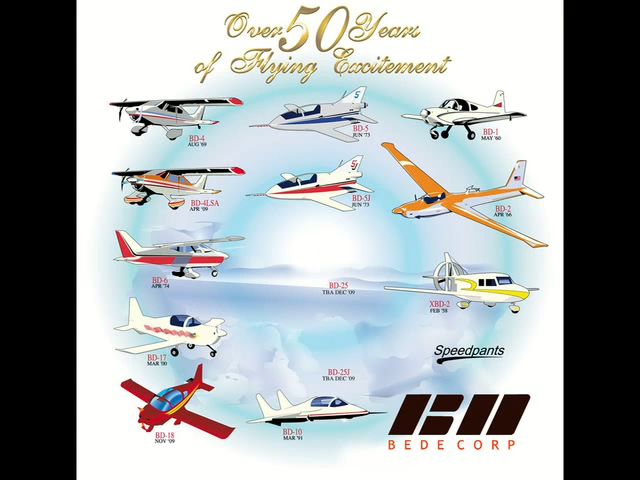 Over 50 Years
of Flying Excitement
BD-4
AUG '69
BD-5
JUN '73
BD-1
MAY '60
BD-4LSA
APR '09
BD-5J
JUN '73
BD-2
APR '66
BD-6
APR '74
BD-25
TBA DEC '09
XBD-2
FEB '58
BD-17
MAR '00
Speedpants
BD-25J
TBA DEC '09
BD-18
NOV '09
BD-10
MAR '91
BD
BEDE CORP